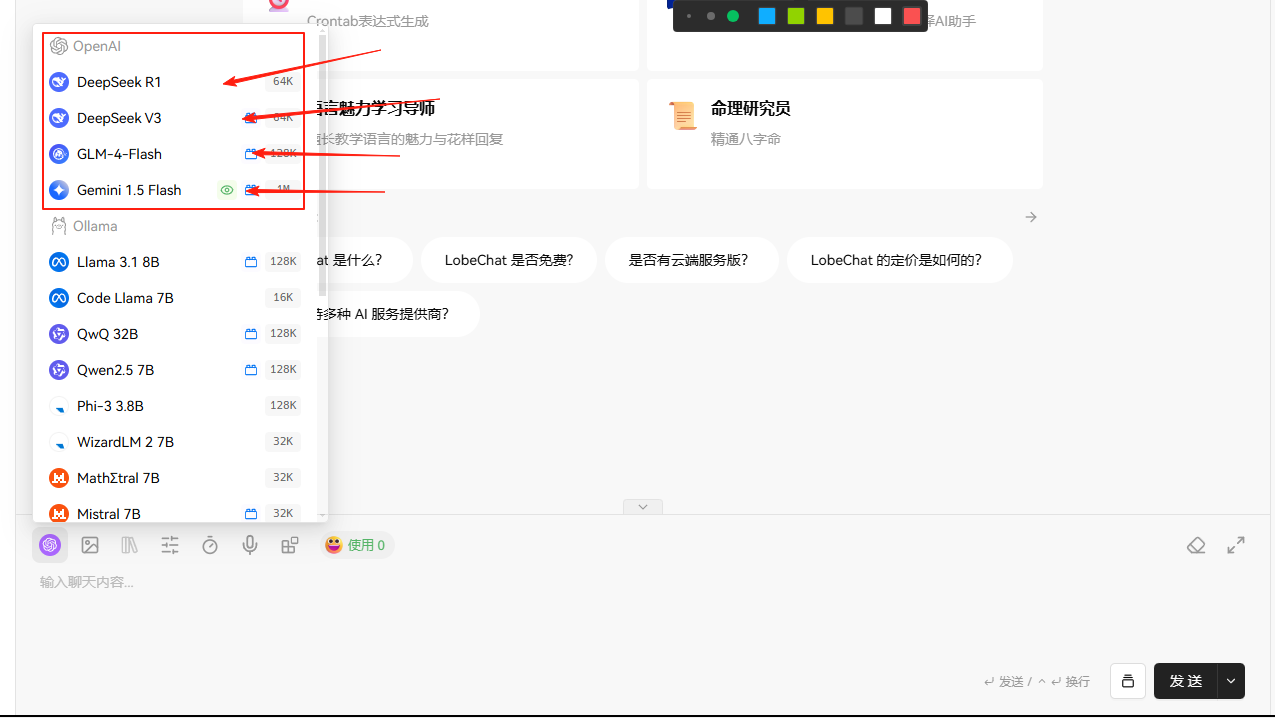 Crontab表达式生成
AI助手
OpenAI
DeepSeek R1 64K
DeepSeek V3 64K
GLM-4-Flash 128K
Gemini 1.5 Flash 1M
Ollama
Llama 3.1 8B 128K
Code Llama 7B 16K
QwQ 32B 128K
Qwen2.5 7B 128K
Phi-3 3.8B 128K
WizardLM 2 7B 32K
MathΣtral 7B 32K
Mistral 7B 32K
语言魅力学习导师
擅长教学语言的魅力与花样回复
命理研究员
精通八字命
at 是什么?
LobeChat 是否免费?
是否有云端服务版?
LobeChat 的定价是如何的?
持多种 AI 服务提供商?
使用 0
输入聊天内容...
↵ 发送 / ^ ↵ 换行
发 送